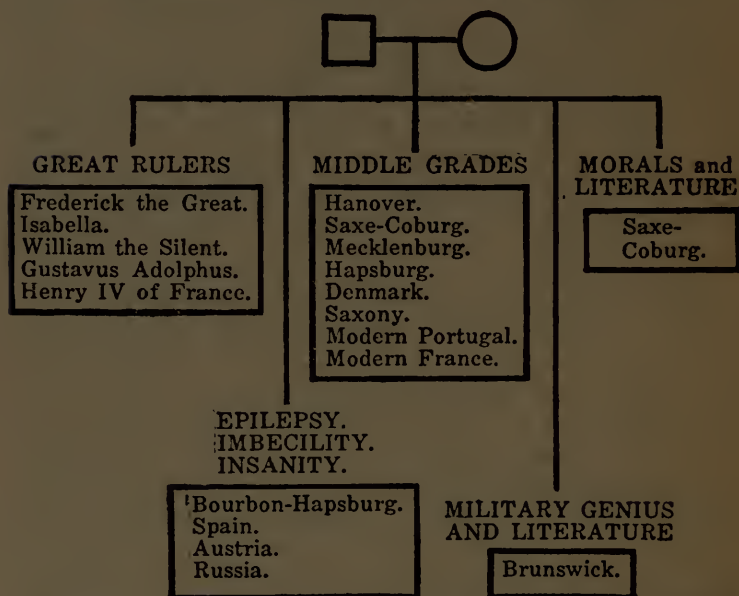 GREAT RULERS
Frederick the Great.
Isabella.
William the Silent.
Gustavus Adolphus.
Henry IV of France.
MIDDLE GRADES
Hanover.
Saxe-Coburg.
Mecklenburg.
Hapsburg.
Denmark.
Saxony.
Modern Portugal.
Modern France.
MORALS and
LITERATURE
Saxe-
Coburg.
EPILEPSY.
IMBECILITY.
INSANITY.
Bourbon-Hapsburg.
Spain.
Austria.
Russia.
MILITARY GENIUS
AND LITERATURE
Brunswick.